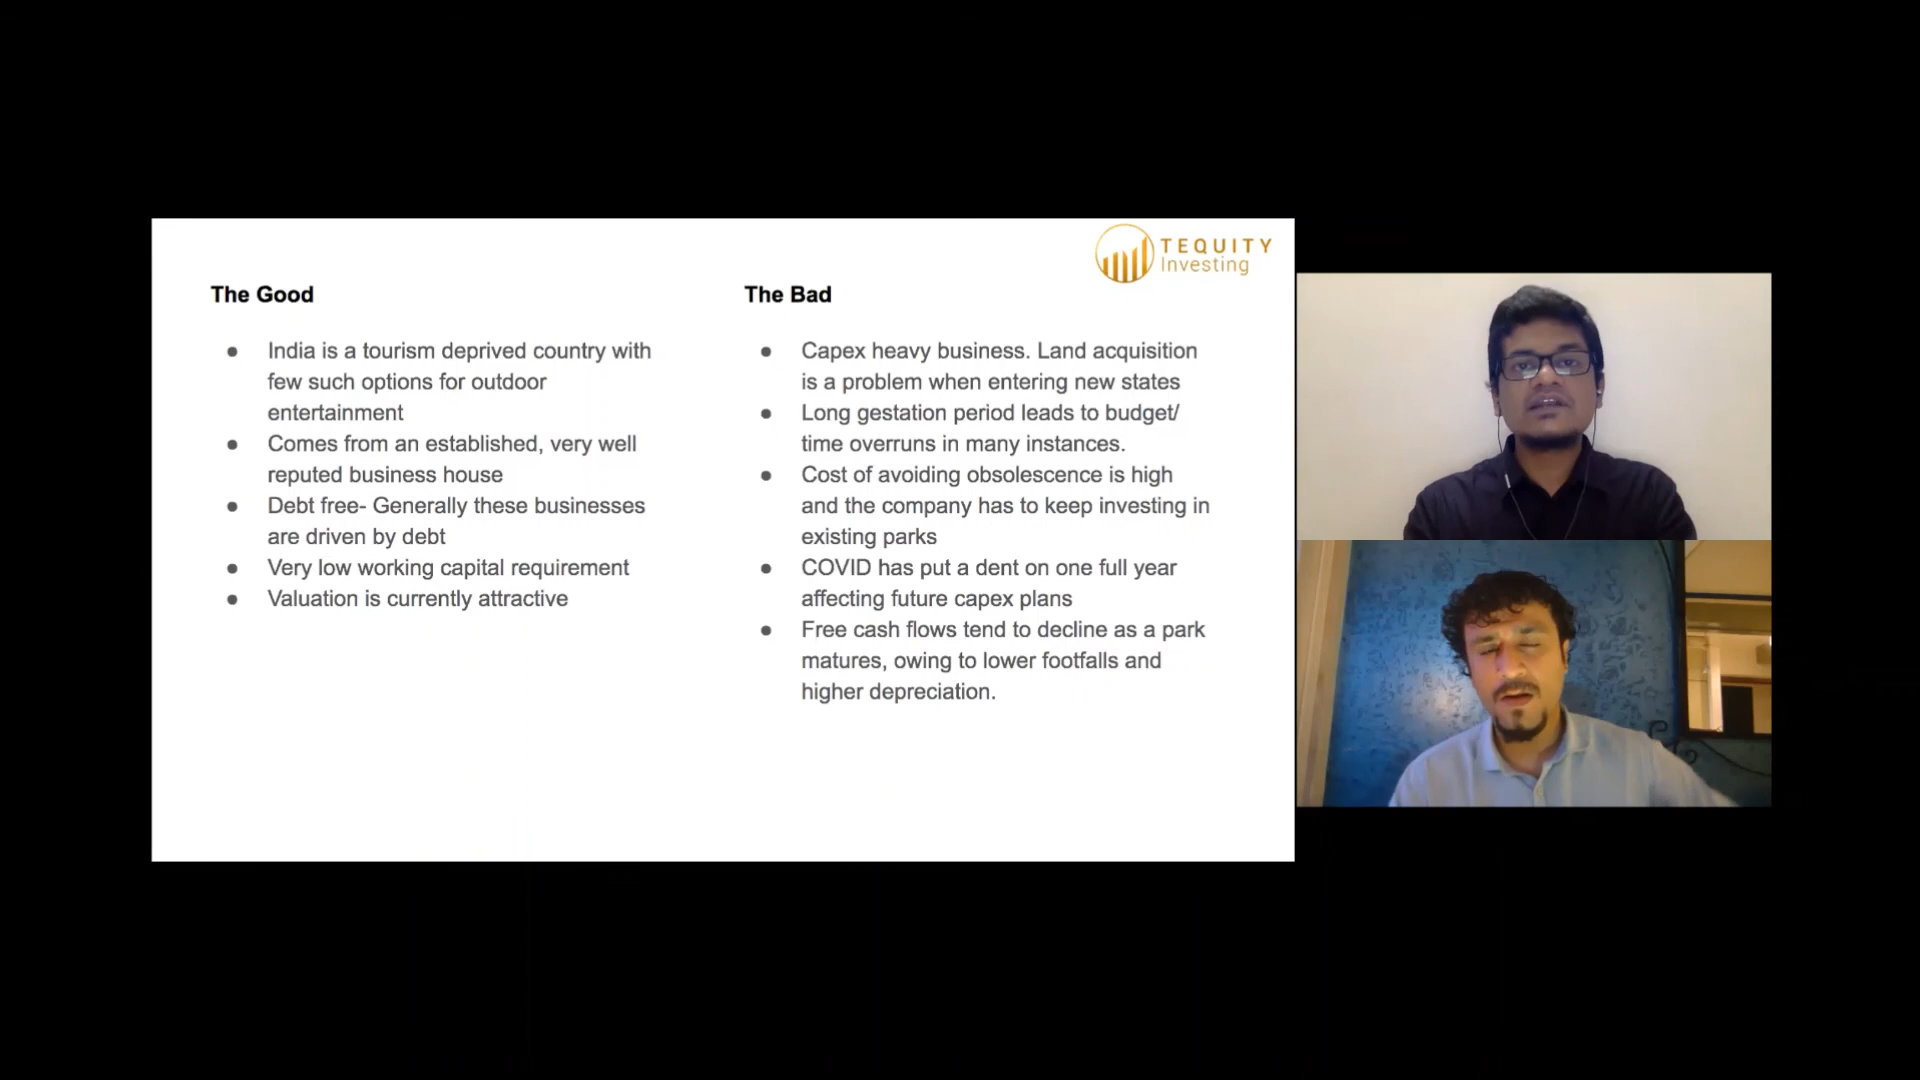 TEQUITY
Investing
The Good
● India is a tourism deprived country with
few such options for outdoor
entertainment
● Comes from an established, very well
reputed business house
● Debt free- Generally these businesses
are driven by debt
● Very low working capital requirement
● Valuation is currently attractive
The Bad
● Capex heavy business. Land acquisition
is a problem when entering new states
● Long gestation period leads to budget/
time overruns in many instances.
● Cost of avoiding obsolescence is high
and the company has to keep investing in
existing parks
● COVID has put a dent on one full year
affecting future capex plans
● Free cash flows tend to decline as a park
matures, owing to lower footfalls and
higher depreciation.